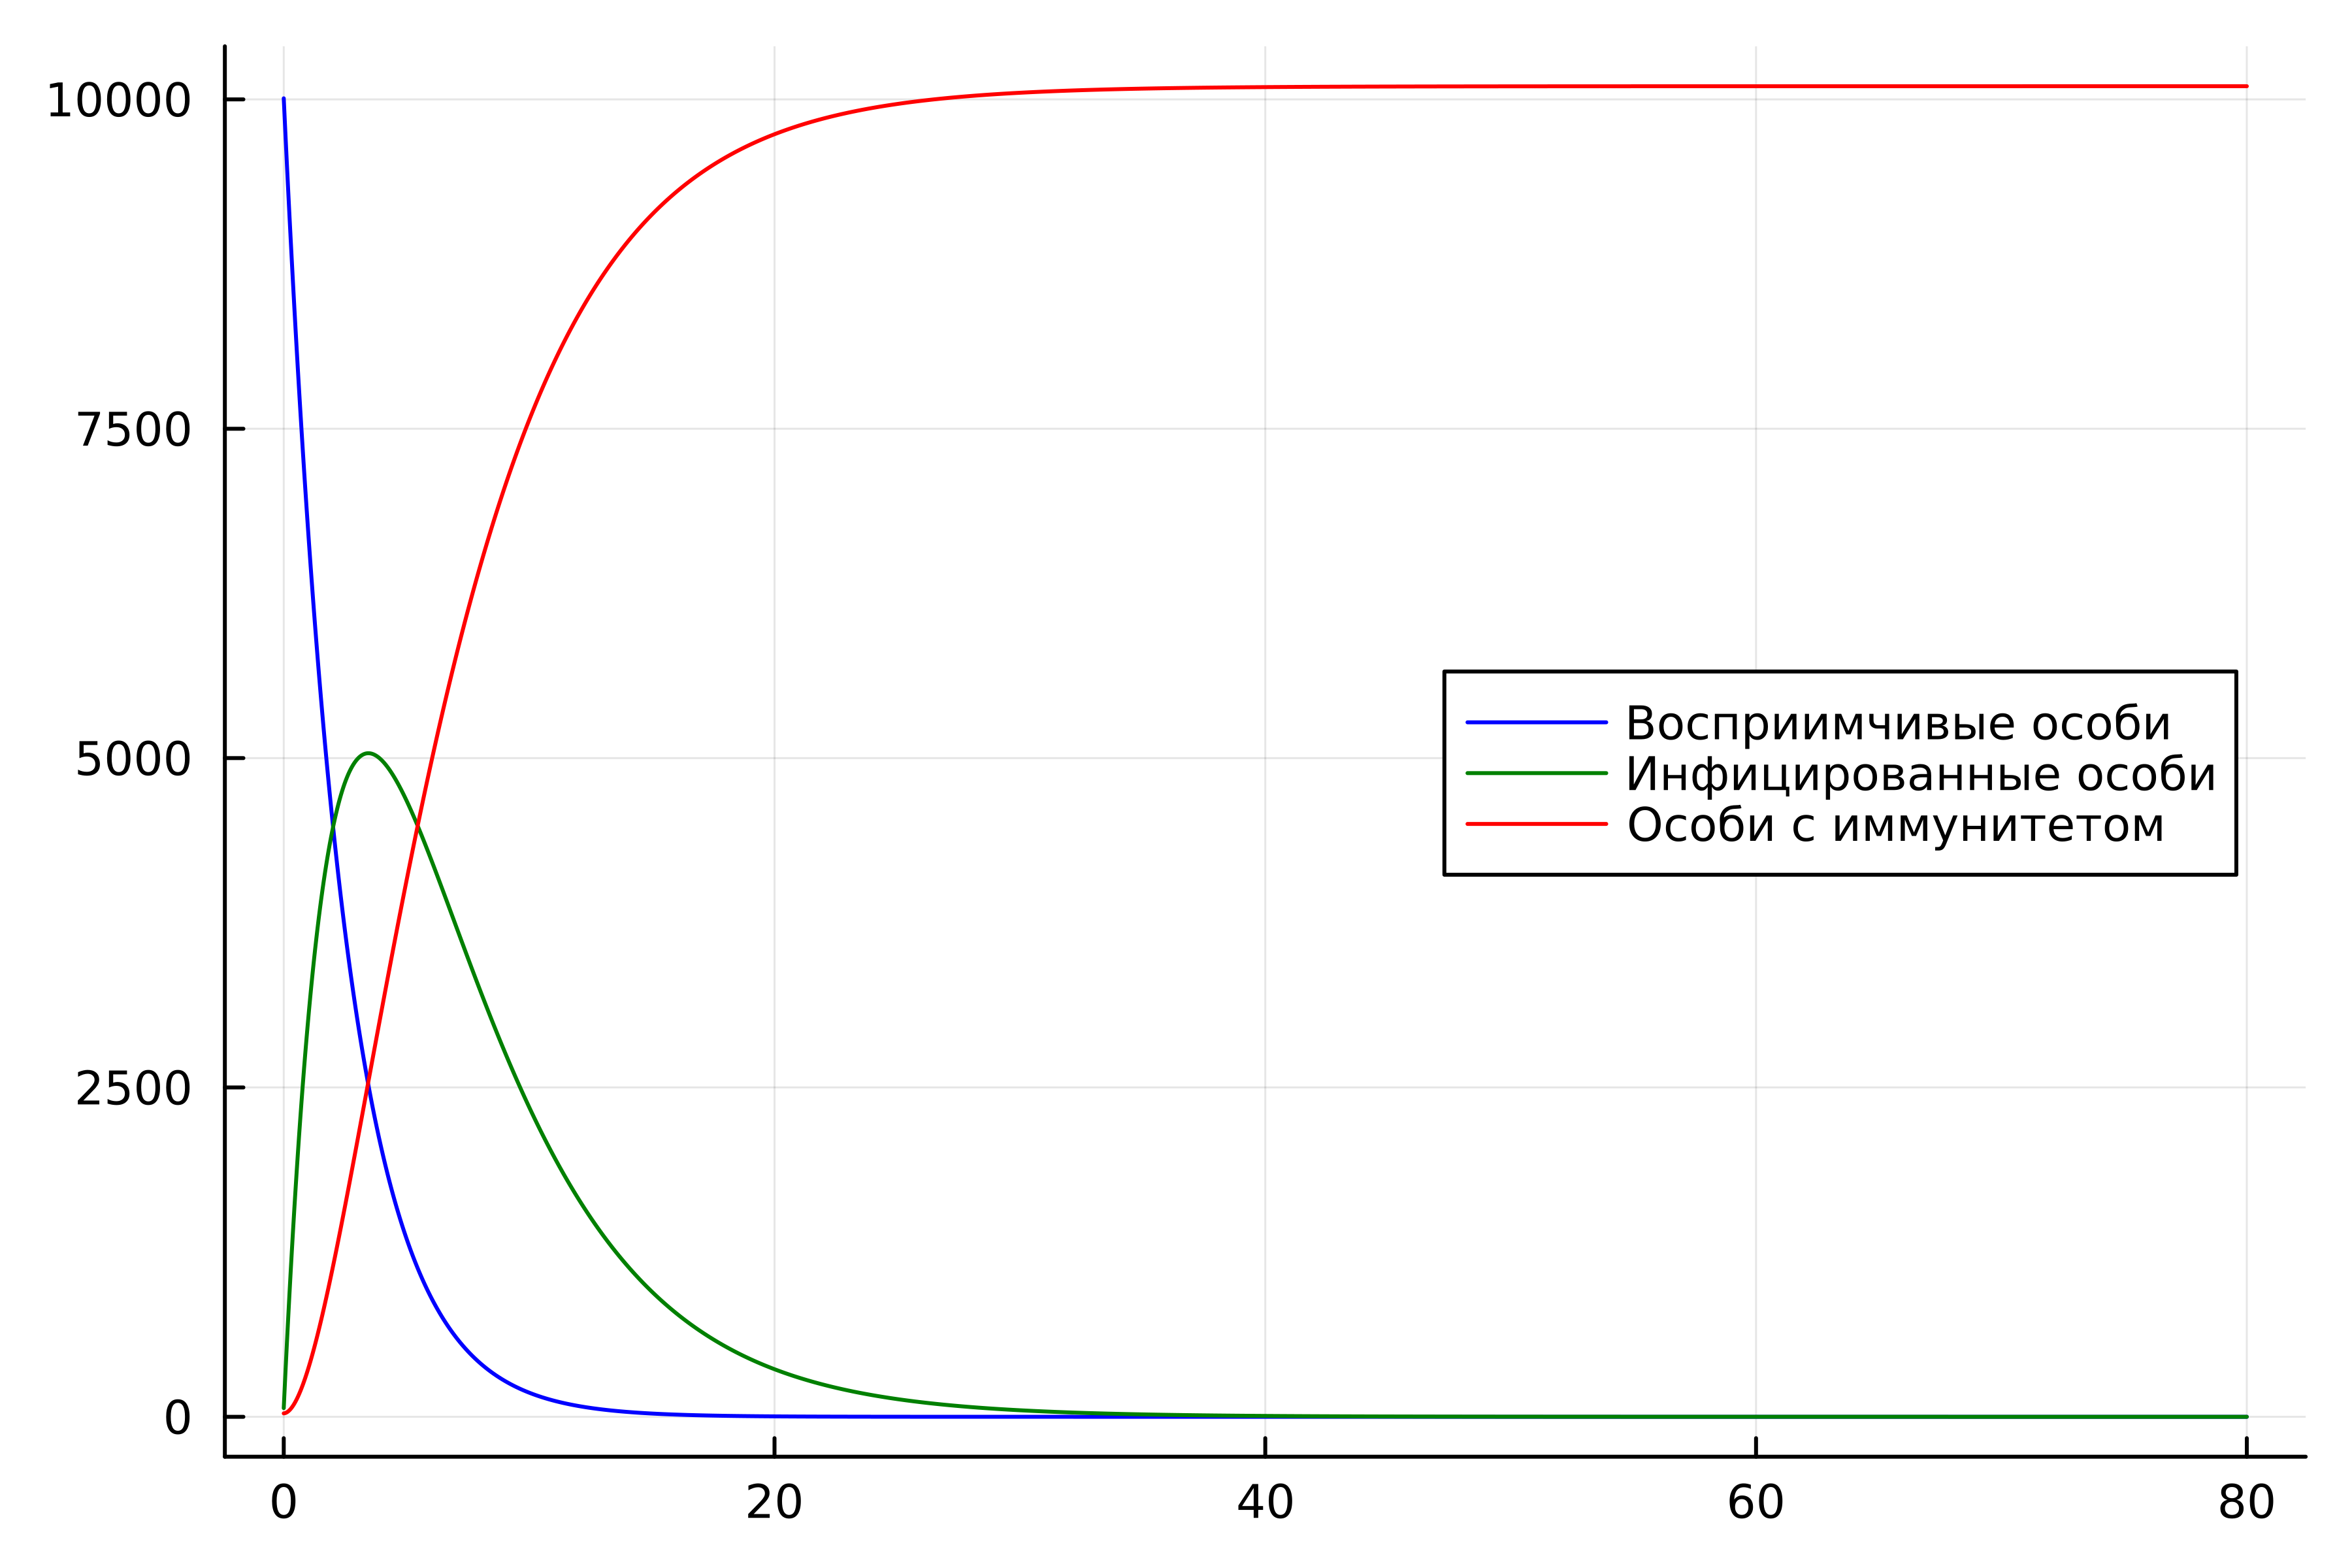 10000
7500
5000
2500
0
Восприимчивые особи
Инфицированные особи
Особи с иммунитетом
0 20 40 60 80